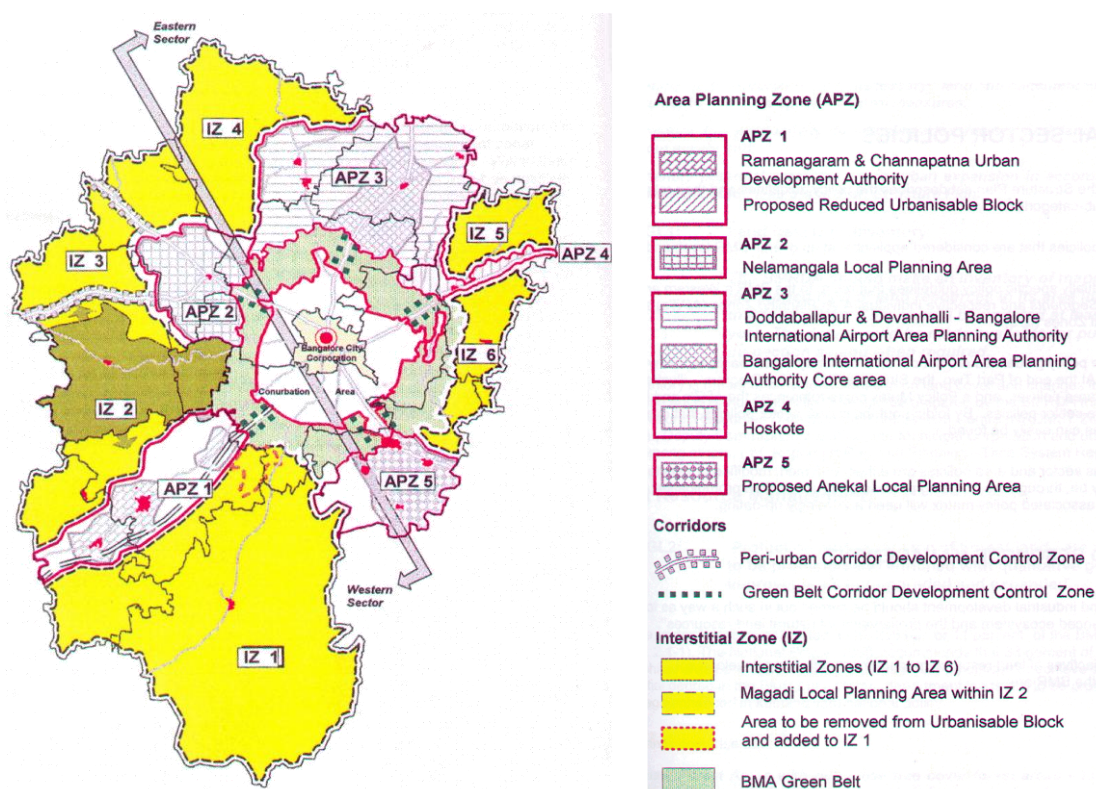 Eastern
Sector
IZ 4
APZ 3
IZ 5
APZ 4
IZ 3
APZ 2
Bangalore City
Corporation
IZ 6
Conurbation Area
IZ 2
APZ 1
APZ 5
Western
Sector
IZ 1
Area Planning Zone (APZ)
APZ 1
Ramanagaram & Channapatna Urban
Development Authority
Proposed Reduced Urbanisable Block
APZ 2
Nelamangala Local Planning Area
APZ 3
Doddaballapur & Devanhalli - Bangalore
International Airport Area Planning Authority
Bangalore International Airport Area Planning
Authority Core area
APZ 4
Hoskote
APZ 5
Proposed Anekal Local Planning Area
Corridors
Peri-urban Corridor Development Control Zone
Green Belt Corridor Development Control Zone
Interstitial Zone (IZ)
Interstitial Zones (IZ 1 to IZ 6)
Magadi Local Planning Area within IZ 2
Area to be removed from Urbanisable Block
and added to IZ 1
BMA Green Belt